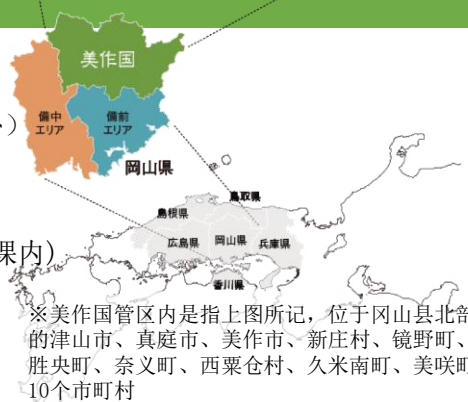 美作国
備中
エリア
備前
エリア
岡山県
鳥取県
島根県
広島県
岡山県
兵庫県
香川県
課内)
※美作国管区内是指上图所记，位于冈山县北部
的津山市、真庭市、美作市、新庄村、镜野町、
胜央町、奈义町、西粟仓村、久米南町、美咲町
10个市町村